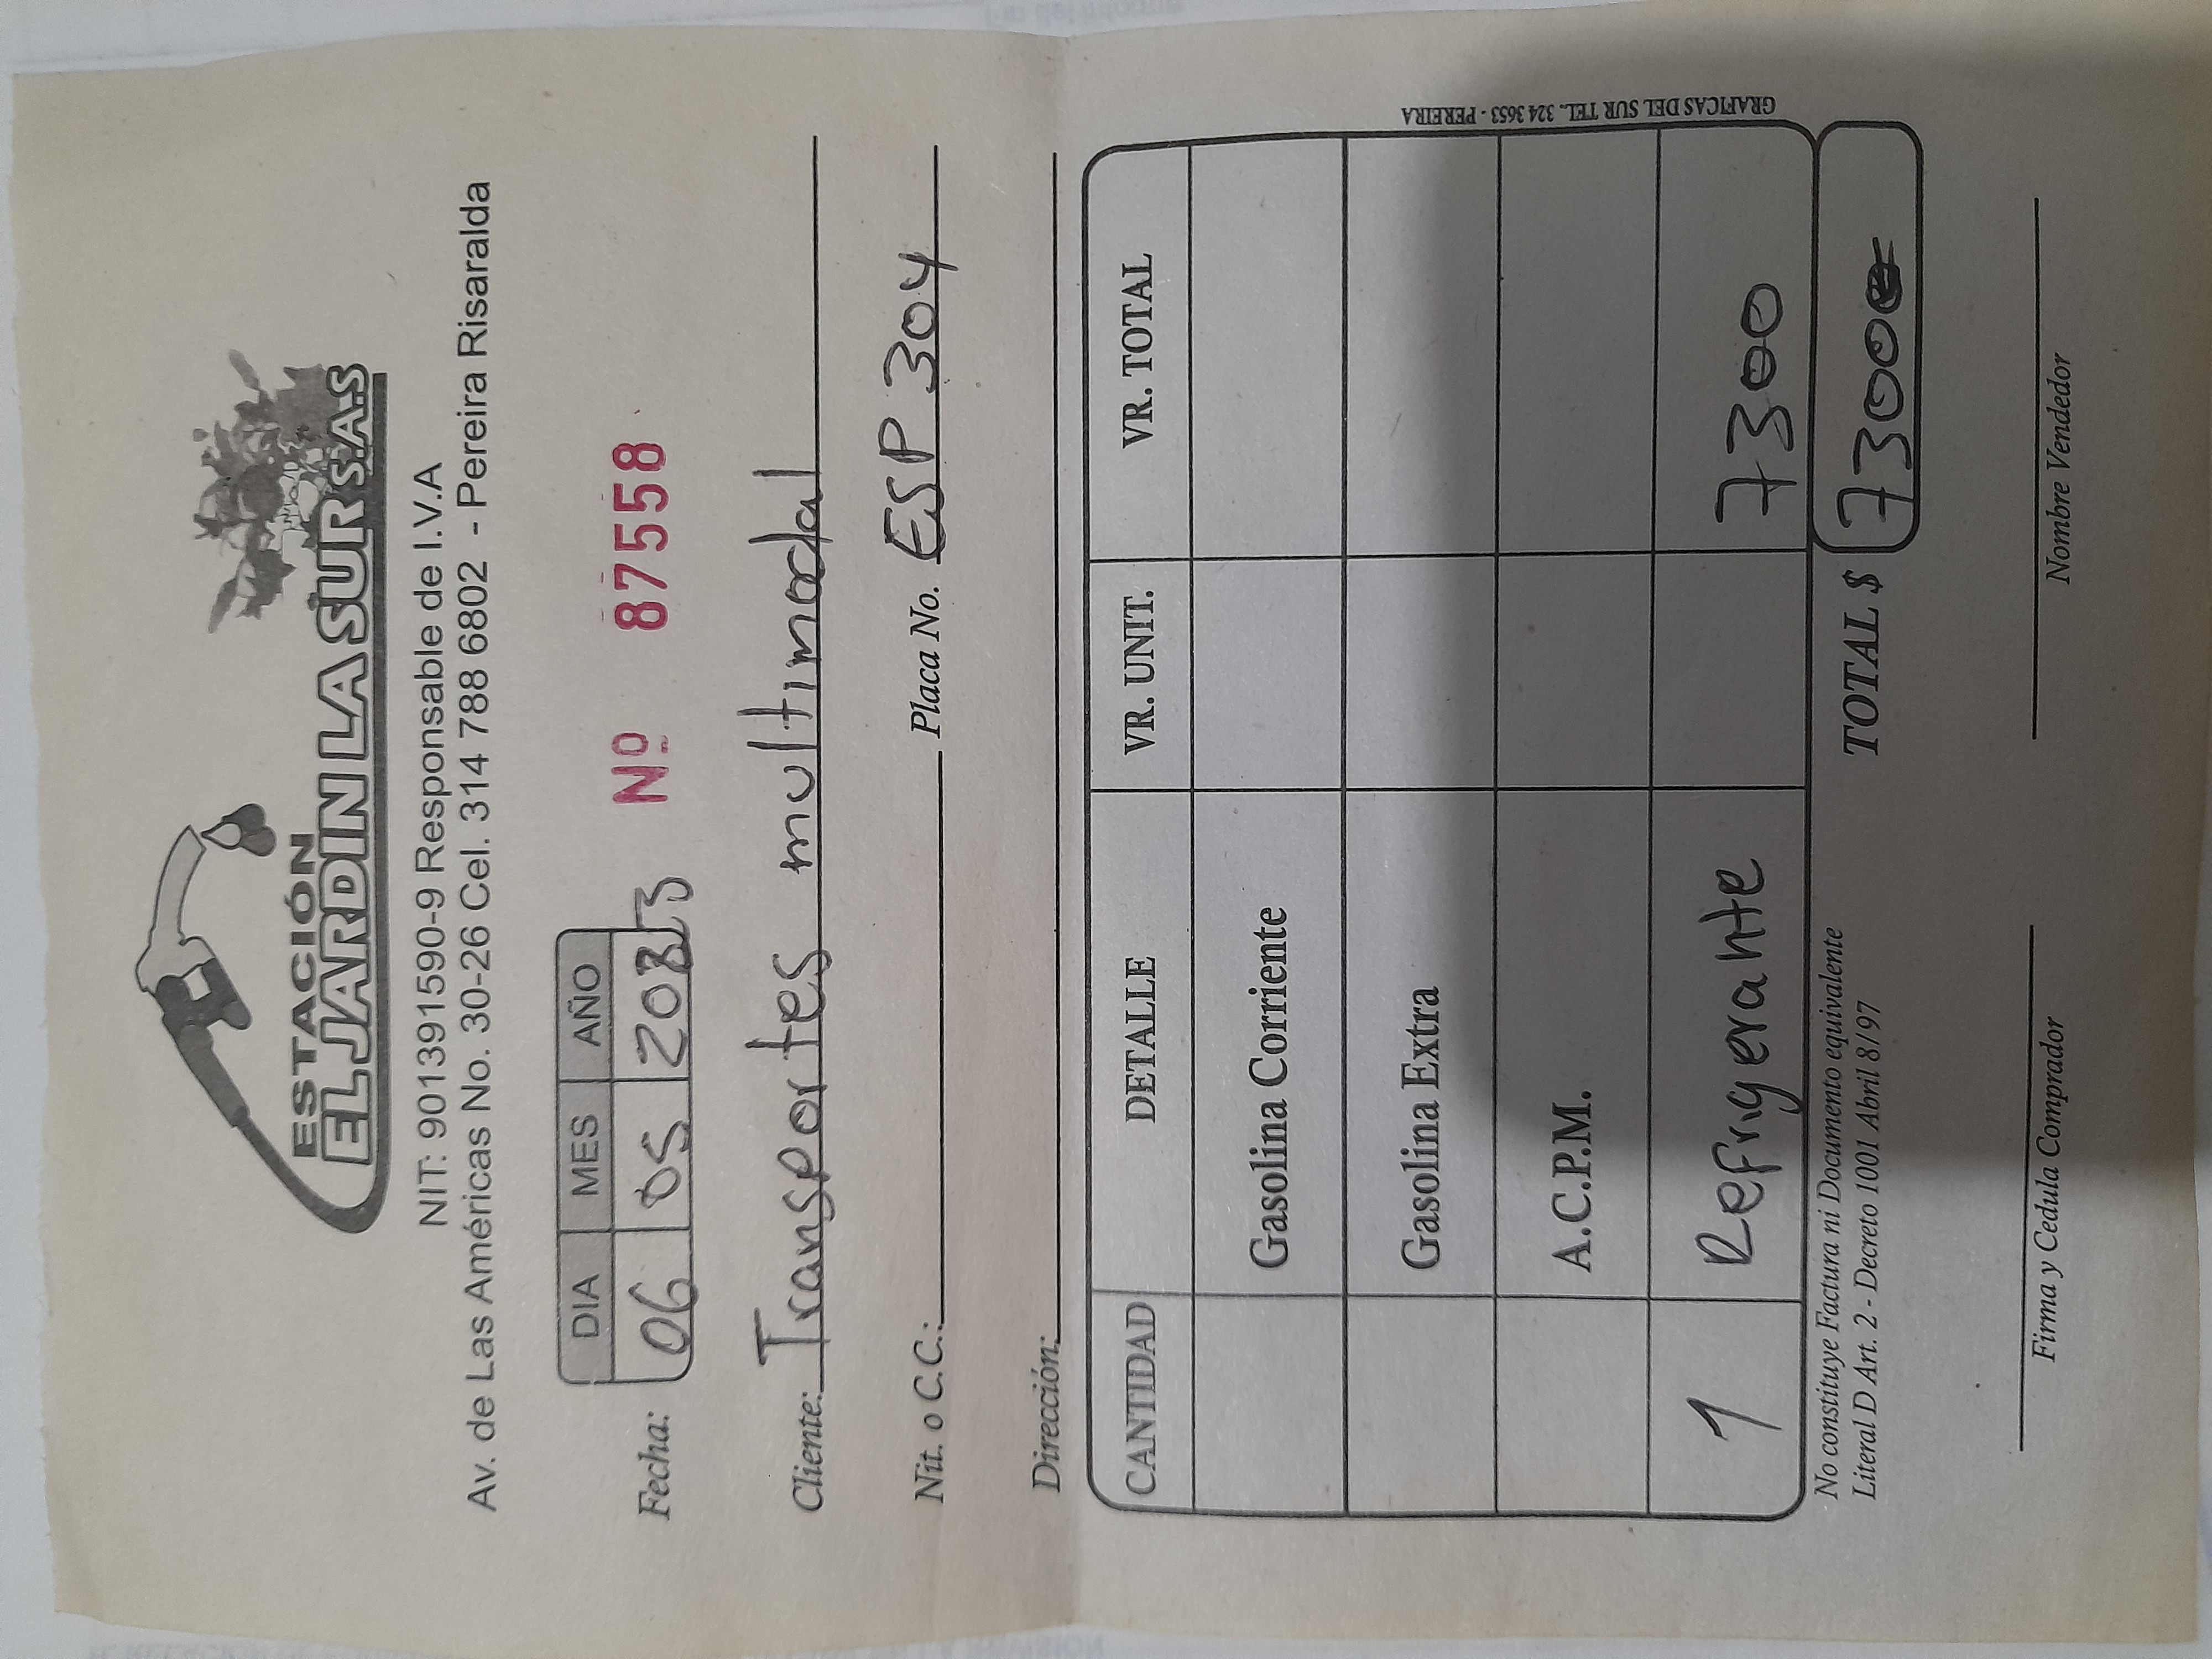 ESTACIÓN
EL JARDIN LA SUR S.A.S
NIT: 901391590-9 Responsable de I.V.A
Av. de Las Américas No. 30-26 Cel. 314 788 6802 - Pereira Risaralda
DIA MES AÑO
Fecha: 06 05 2023 Nº 87558
Cliente: Transportes multimodal
Nit. o C.C.: Placa No. ESP 304
Dirección:
CANTIDAD DETALLE VR. UNIT. VR. TOTAL
Gasolina Corriente
Gasolina Extra
A.C.P.M.
1 Refrigerante 7300
No constituye Factura ni Documento equivalente
Literal D Art. 2 - Decreto 1001 Abril 8/97
TOTAL $ 7300
Firma y Cedula Comprador Nombre Vendedor
GRAFICAS DEL SUR TEL. 324 3653 - PEREIRA